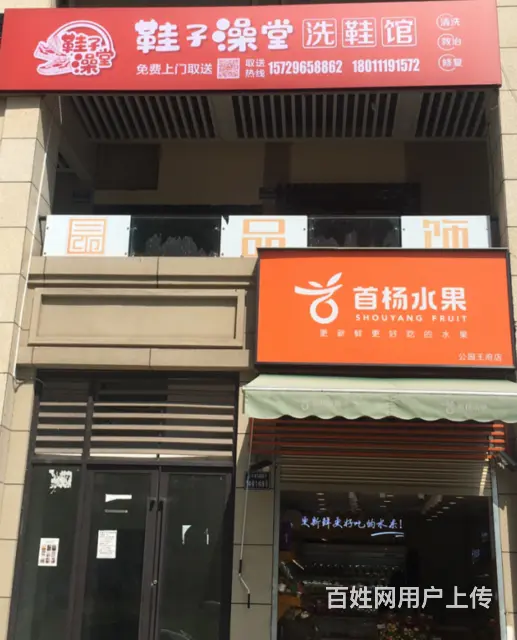 鞋子澡堂
鞋子澡堂 洗鞋馆
清洗
救治
修复
免费上门取送
取送热线 15729658862 18011191572
品 饰
首杨水果
SHOUYANG FRUIT
更新鲜更好吃的水果
公园王府店
更新鲜更好吃的水果!
百姓网用户上传